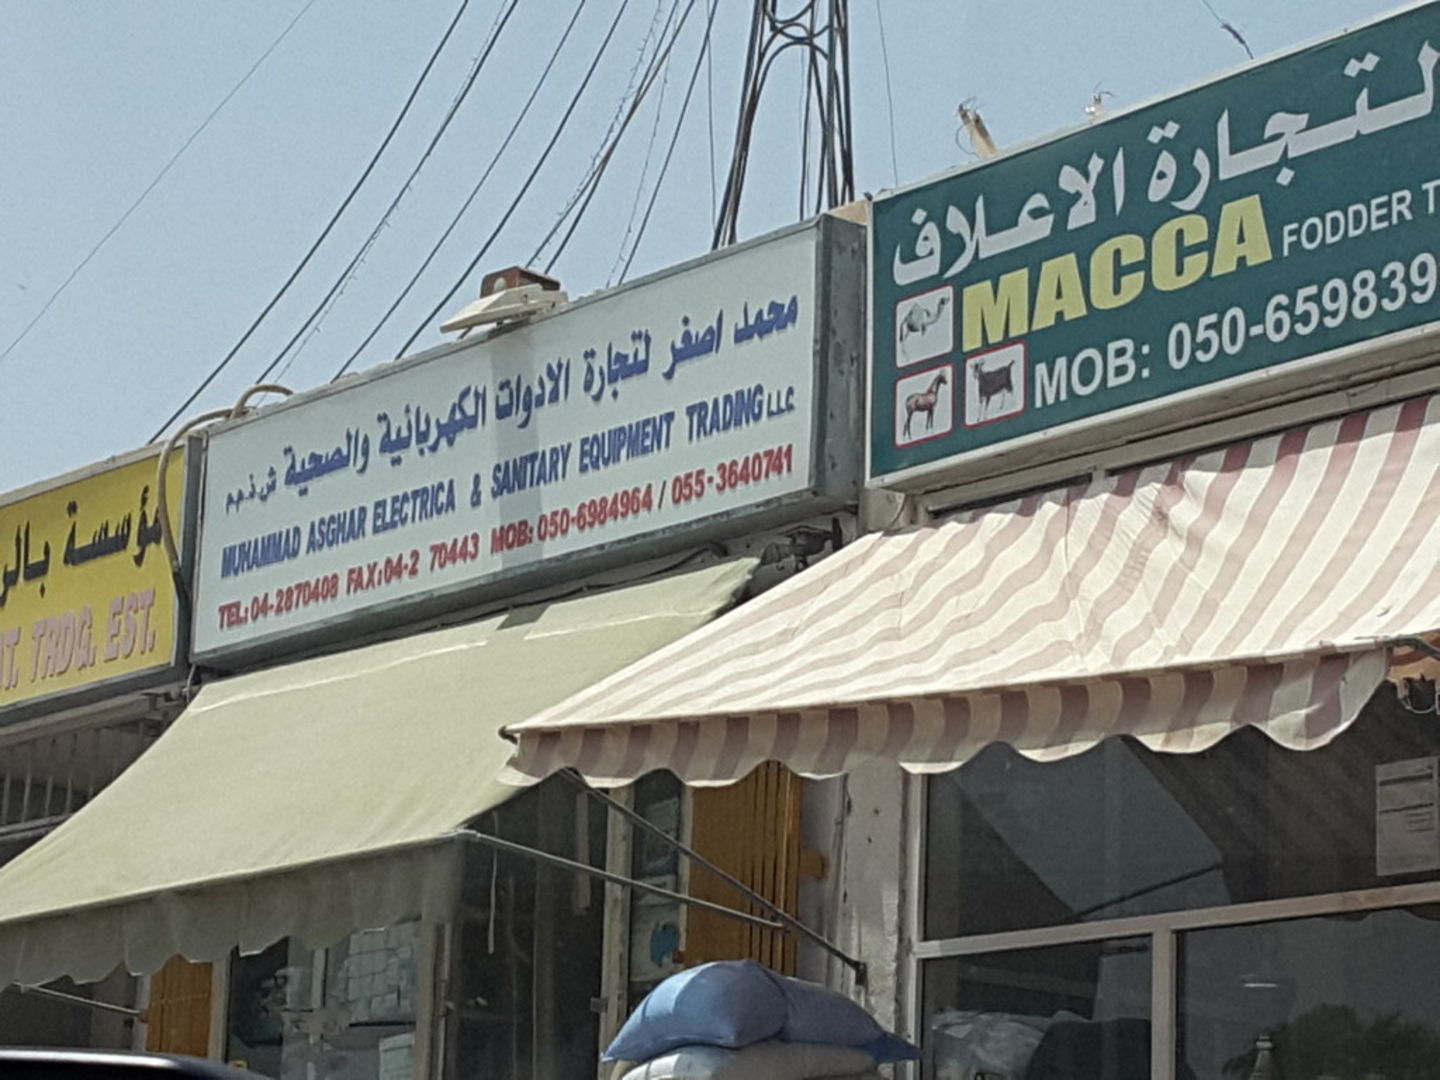 مؤسسة
TRDG. EST.
محمد اصغر لتجارة الادوات الكهربائية والصحية ش.ذ.م.م
MUHAMMAD ASGHAR ELECTRICA & SANITARY EQUIPMENT TRADING LLC
TEL: 04-2870408 FAX: 04-2 70443 MOB: 050-6984964 / 055-3640741
لتجارة الاعلاف
MACCA FODDER T
MOB: 050-659839